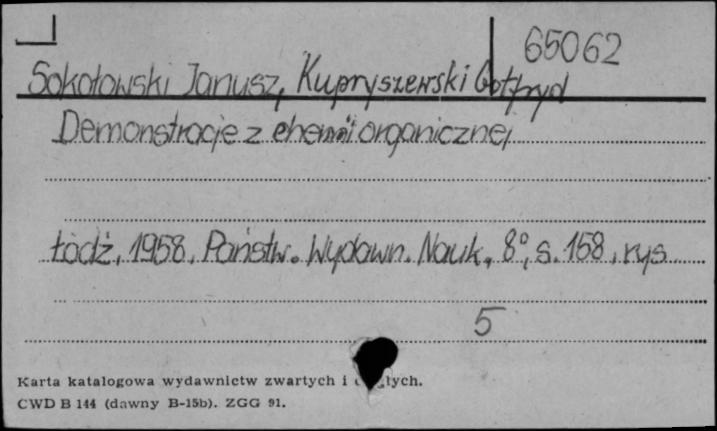 65062
Sokołowski Janusz, Kupryszewski Gotfryd
Demonstracje z chemii organicznej
Łódź, 1958, Państw. Wydawn. Nauk., 8°, s. 158, rys
5
Karta katalogowa wydawnictw zwartych i
CWD B 144 (dawny B-15b). ZGG 91.